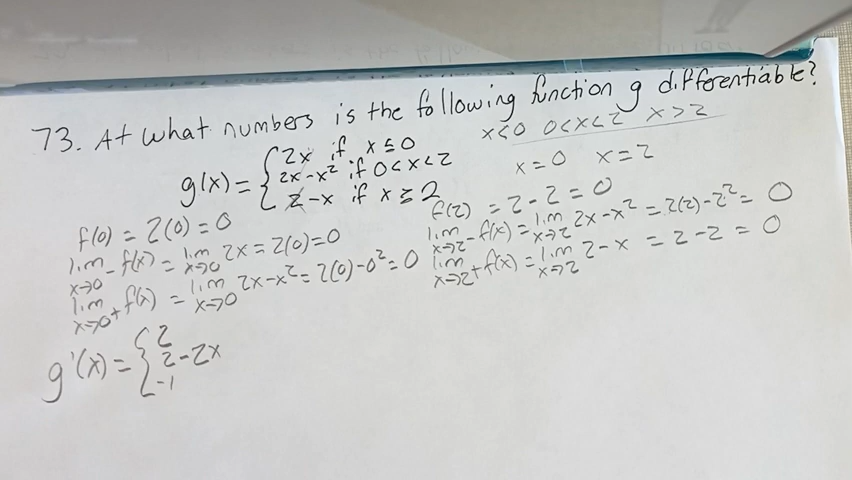 73. At what numbers is the following function g differentiable?
g(x) = { 2x if x ≤ 0
2x - x² if 0 < x < 2
2 - x if x ≥ 2
x < 0 0 < x < 2 x > 2
x = 0 x = 2
f(0) = 2(0) = 0
lim x→0⁻ f(x) = lim x→0 2x = 2(0) = 0
lim x→0⁺ f(x) = lim x→0 2x - x² = 2(0) - 0² = 0
f(2) = 2 - 2 = 0
lim x→2⁻ f(x) = lim x→2 2x - x² = 2(2) - 2² = 0
lim x→2⁺ f(x) = lim x→2 2 - x = 2 - 2 = 0
g'(x) = { 2
2 - 2x
-1